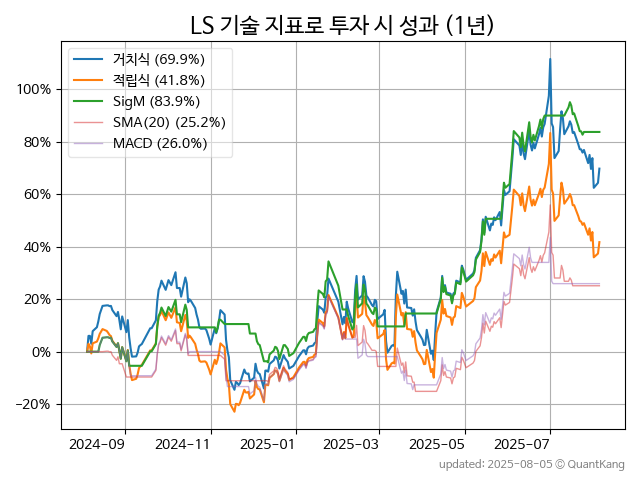 LS 기술 지표로 투자 시 성과 (1년)
거치식 (69.9%)
적립식 (41.8%)
SigM (83.9%)
SMA(20) (25.2%)
MACD (26.0%)
100%
80%
60%
40%
20%
0%
−20%
2024−09
2024−11
2025−01
2025−03
2025−05
2025−07
updated: 2025-08-05 © QuantKang